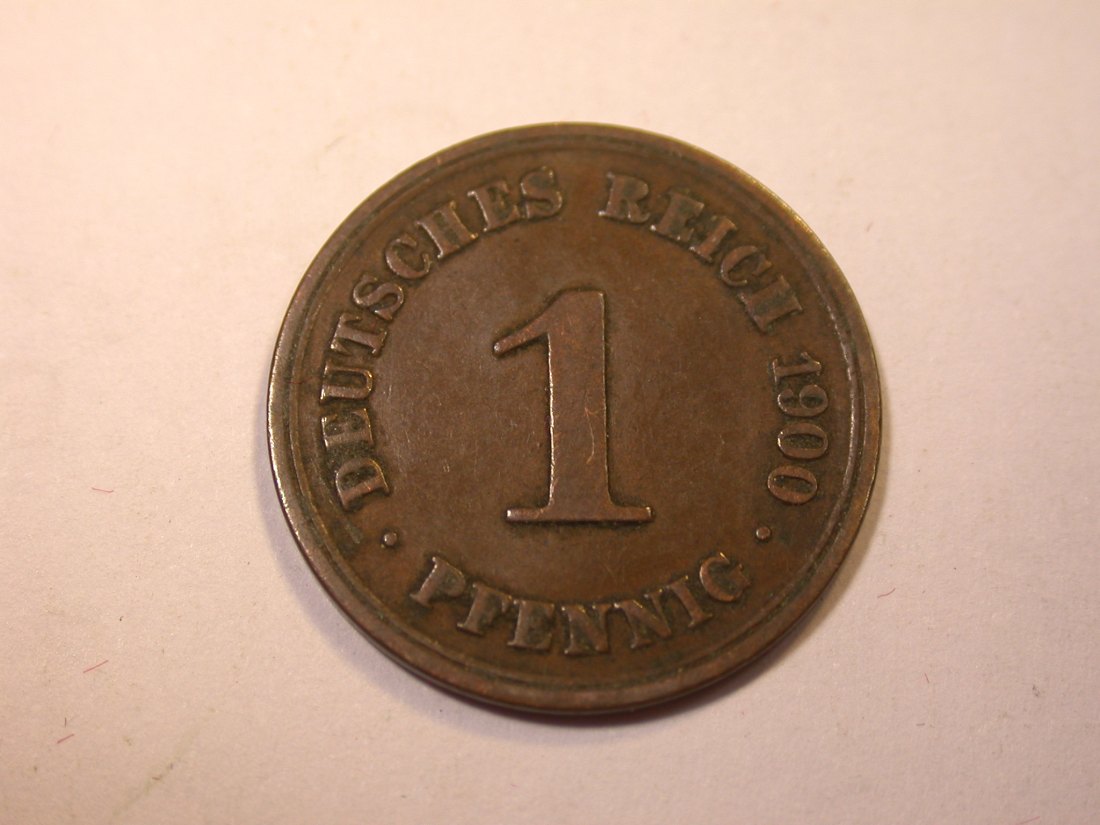 · DEUTSCHES REICH 1900 ·
1
PFENNIG